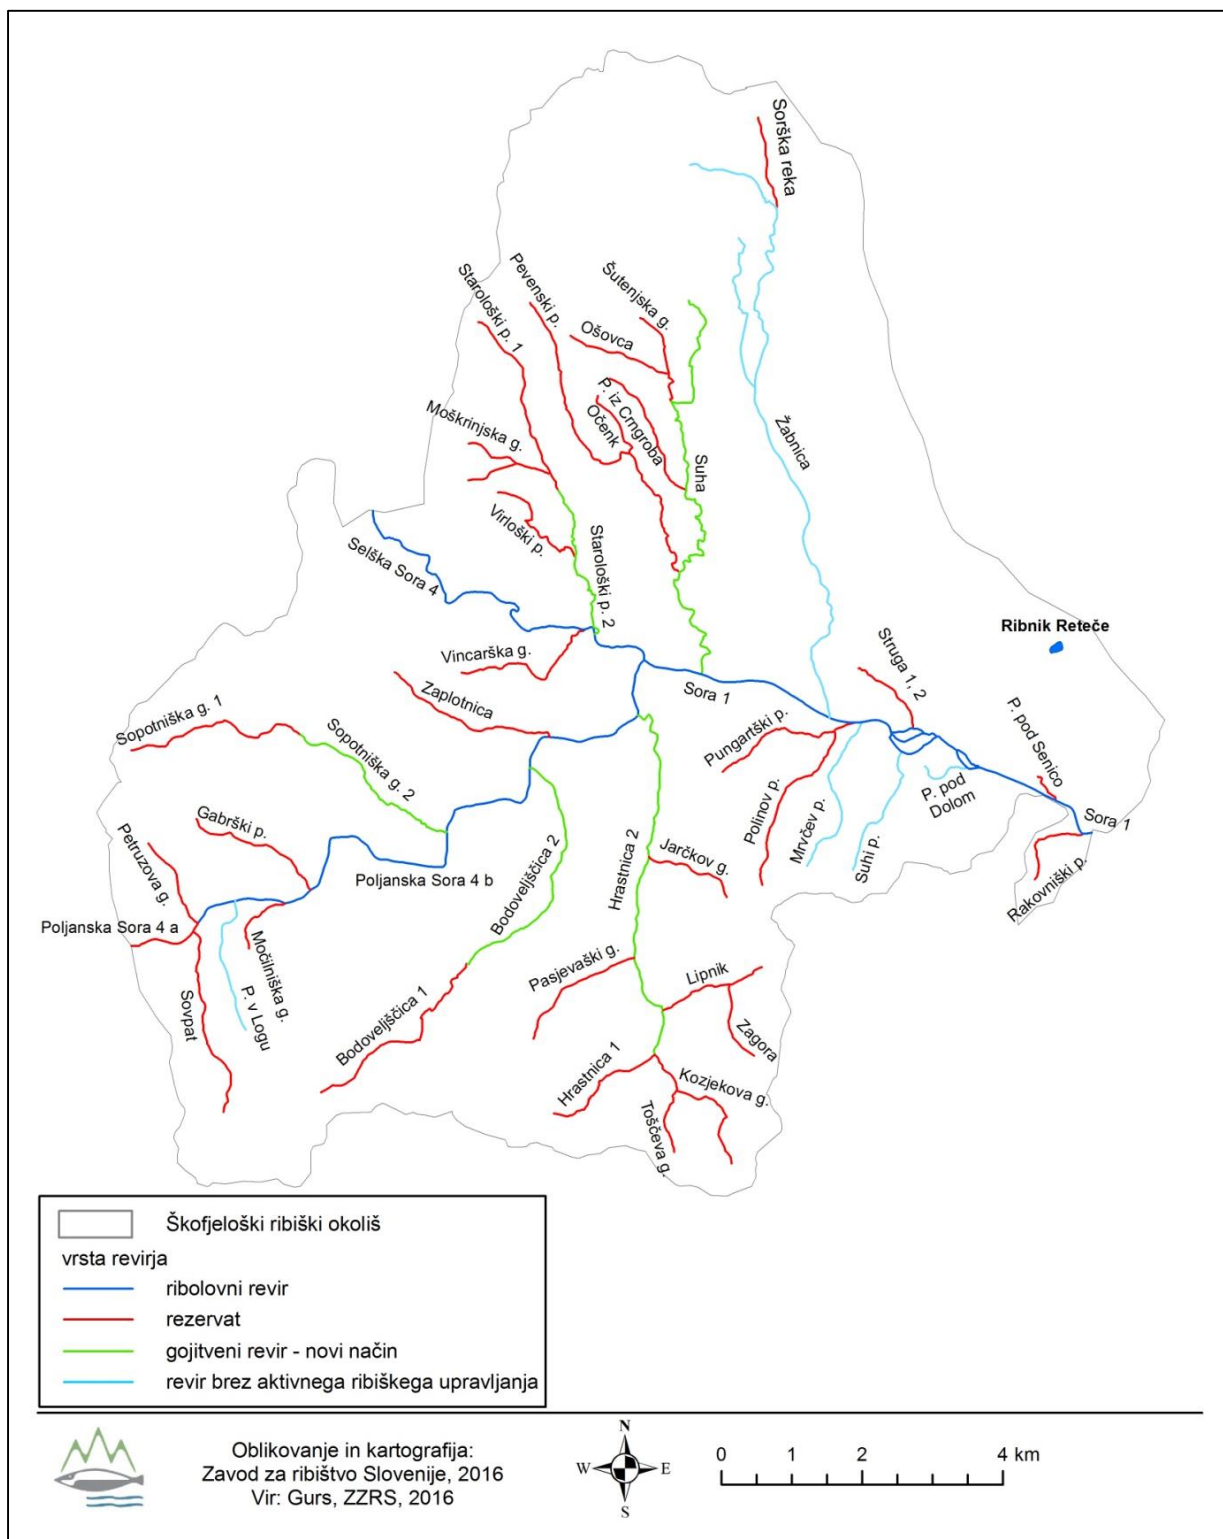 Sorška reka
Šutenjska g.
Pevenski p.
Starološki p. 1
Ošovca
P. iz Crngroba
Očenk
Moškrinjska g.
Žabnica
Suha
Virloški p.
Selška Sora 4
Starološki p. 2
Ribnik Reteče
Vincarška g.
Struga 1, 2
Zaplotnica
Sora 1
P. pod Senico
Sopotniška g. 1
Pungartški p.
Sopotniška g. 2
P. pod
Dolom
Sora 1
Gabrški p.
Polinov p.
Mrvčev p.
Suhi p.
Petruzova g.
Poljanska Sora 4 b
Bodoveljščica 2
Hrastnica 2
Jarčkov g.
Rakovniški p.
Poljanska Sora 4 a
Močilniška g.
P. v Logu
Sovpat
Pasjevaški g.
Lipnik
Zagora
Bodoveljščica 1
Hrastnica 1
Kozjekova g.
Toščeva g.
Škofjeloški ribiški okoliš
vrsta revirja
ribolovni revir
rezervat
gojitveni revir - novi način
revir brez aktivnega ribiškega upravljanja
Oblikovanje in kartografija:
Zavod za ribištvo Slovenije, 2016
Vir: Gurs, ZZRS, 2016
N
W E
S
0 1 2 4 km